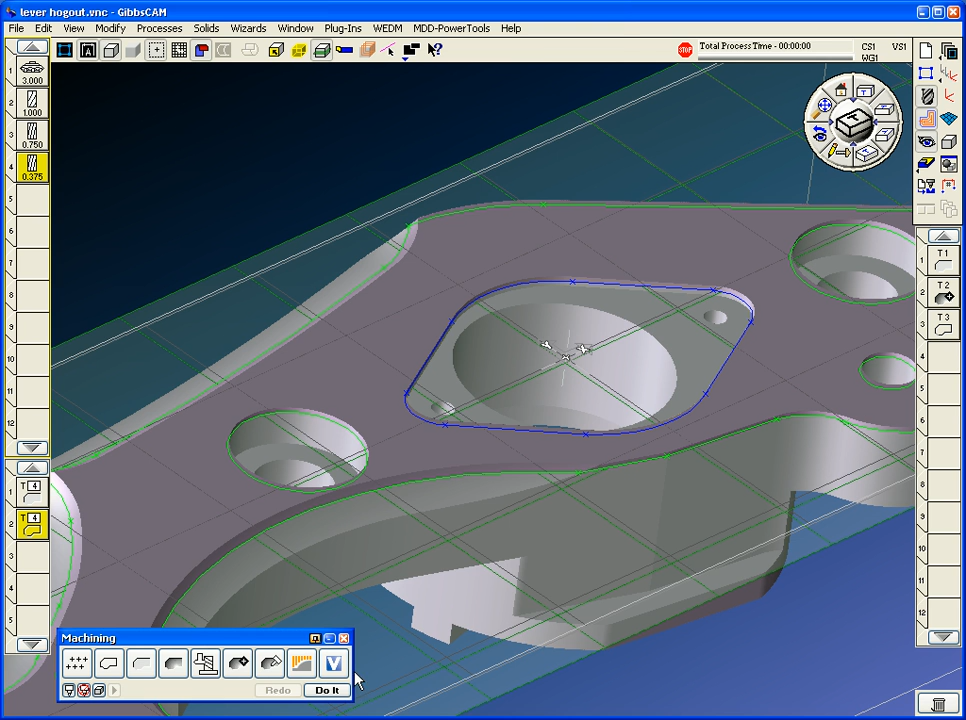 lever hogout.vnc - GibbsCAM
File Edit View Modify Processes Solids Wizards Window Plug-Ins WEDM MDD-PowerTools Help
STOP Total Process Time - 00:00:00 CS1 VS1
WG1
1 3.000
2 1.000
3 0.750
4 0.375
5
6
7
8
9
10
11
12
1 T 4
2 T 4
3
4
5
1 T 1
2 T 2
3 T 3
4
5
6
7
8
9
10
11
12
Machining
V
Redo Do It